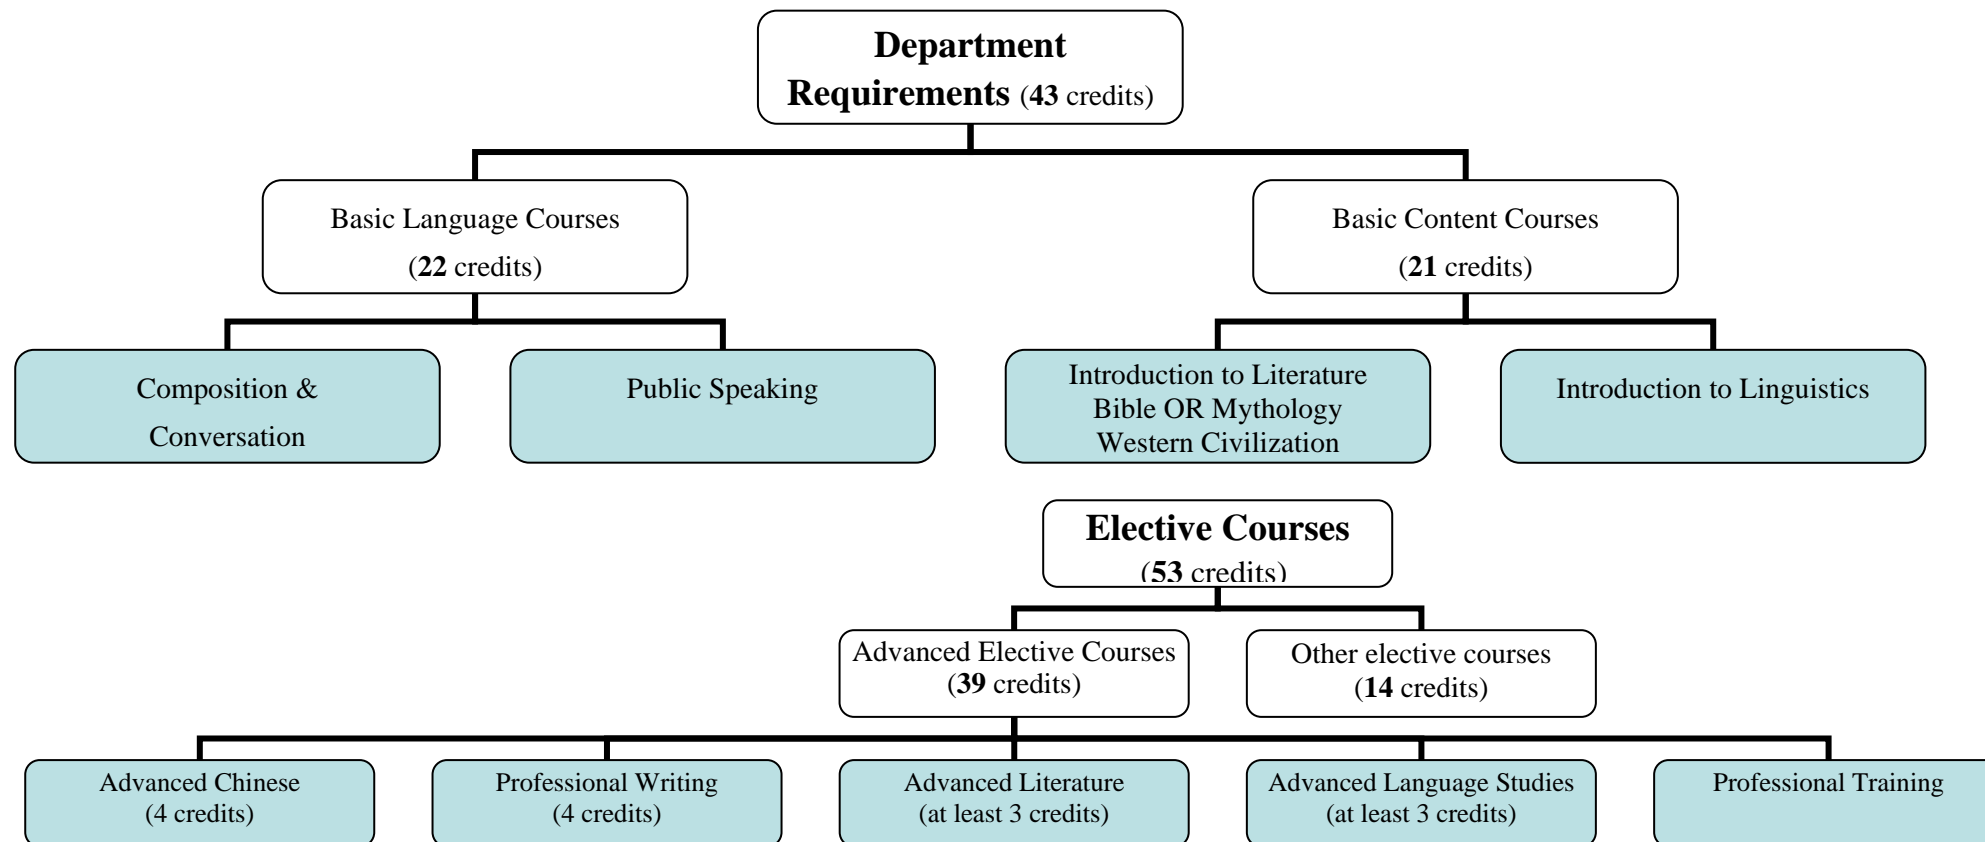 Department
Requirements (43 credits)
Basic Language Courses
(22 credits)
Basic Content Courses
(21 credits)
Composition &
Conversation
Public Speaking
Introduction to Literature
Bible OR Mythology
Western Civilization
Introduction to Linguistics
Elective Courses
(53 credits)
Advanced Elective Courses
(39 credits)
Other elective courses
(14 credits)
Advanced Chinese
(4 credits)
Professional Writing
(4 credits)
Advanced Literature
(at least 3 credits)
Advanced Language Studies
(at least 3 credits)
Professional Training